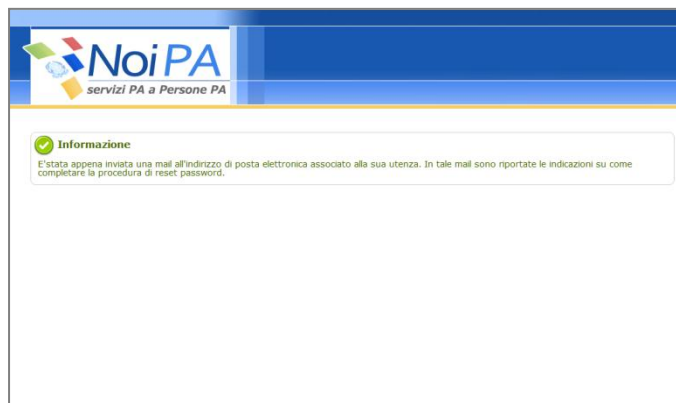 NoiPA
servizi PA a Persone PA
Informazione
E'stata appena inviata una mail all'indirizzo di posta elettronica associato alla sua utenza. In tale mail sono riportate le indicazioni su come
completare la procedura di reset password.